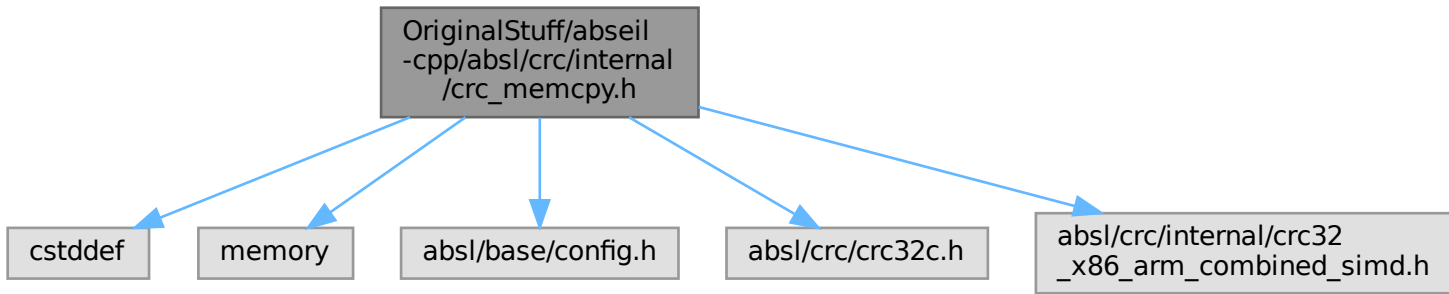 OriginalStuff/abseil
-cpp/absl/crc/internal
/crc_memcpy.h
cstddef
memory
absl/base/config.h
absl/crc/crc32c.h
absl/crc/internal/crc32
_x86_arm_combined_simd.h